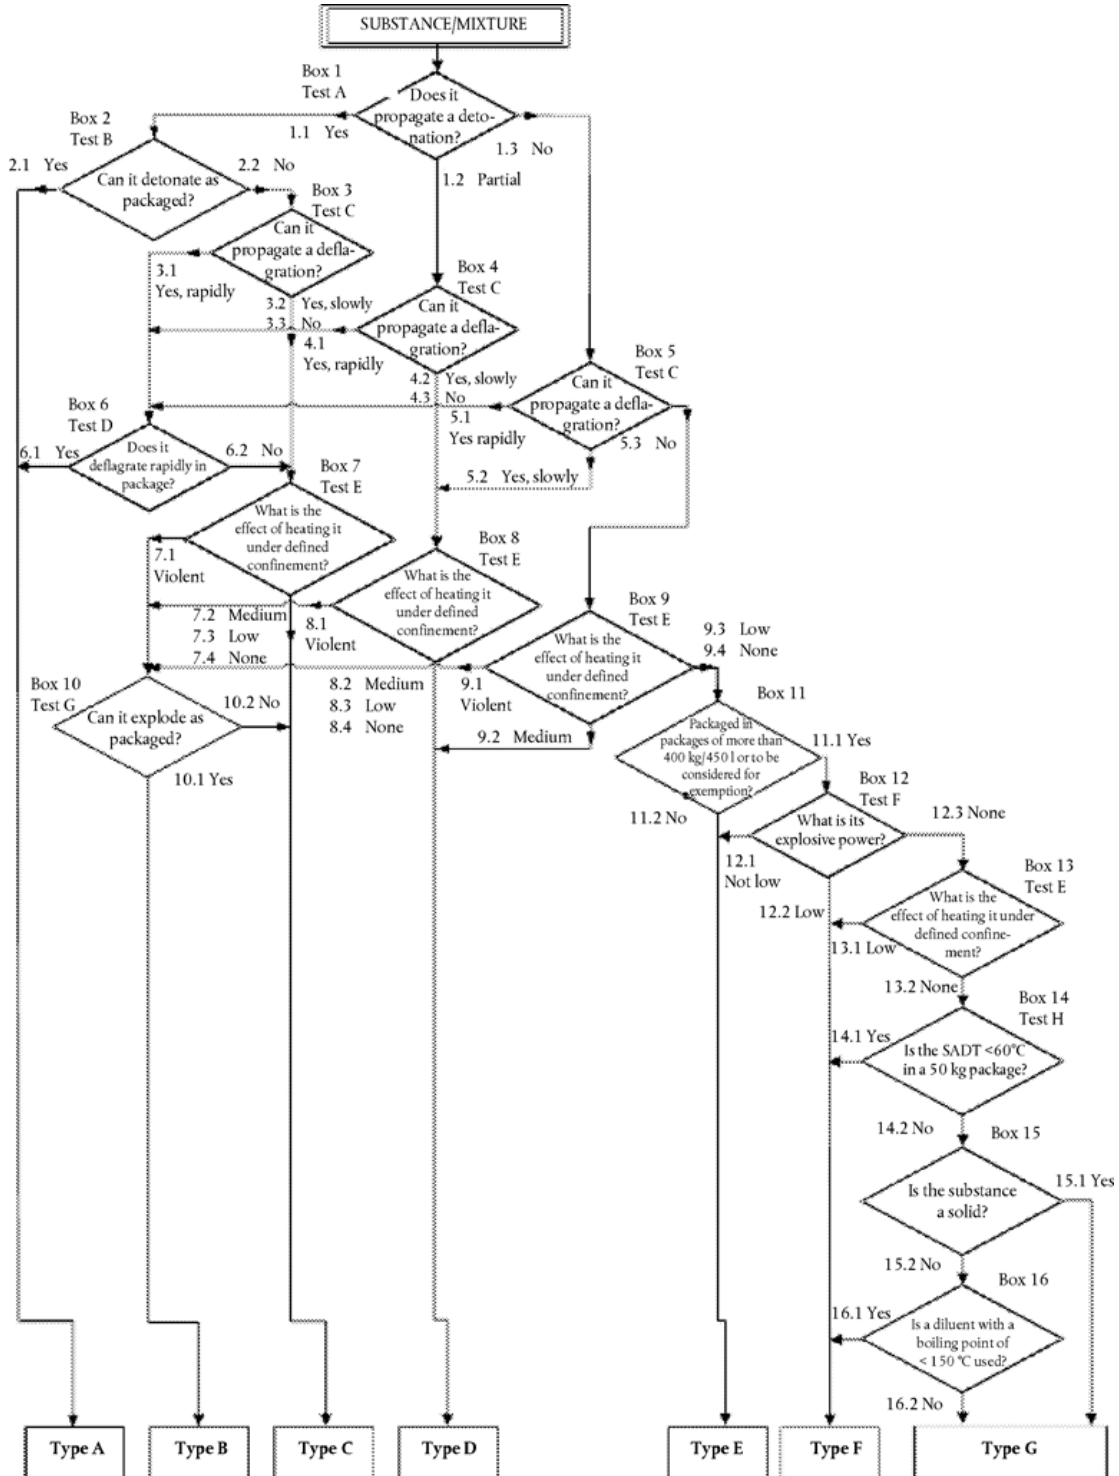 SUBSTANCE/MIXTURE
Box 1
Test A
Does it
propagate a deto-
nation?
1.1 Yes
1.2 Partial
1.3 No
Box 2
Test B
Can it detonate as
packaged?
2.1 Yes
2.2 No
Box 3
Test C
Can it
propagate a defla-
gration?
3.1
Yes, rapidly
3.2 Yes, slowly
3.3 No
Box 4
Test C
Can it
propagate a defla-
gration?
4.1
Yes, rapidly
4.2 Yes, slowly
4.3 No
Box 5
Test C
Can it
propagate a defla-
gration?
5.1
Yes rapidly
5.2 Yes, slowly
5.3 No
Box 6
Test D
Does it
deflagrate rapidly in
package?
6.1 Yes
6.2 No
Box 7
Test E
What is the
effect of heating it
under defined
confinement?
7.1
Violent
7.2 Medium
7.3 Low
7.4 None
Box 8
Test E
What is the
effect of heating it
under defined
confinement?
8.1
Violent
8.2 Medium
8.3 Low
8.4 None
Box 9
Test E
What is the
effect of heating it
under defined
confinement?
9.1
Violent
9.2 Medium
9.3 Low
9.4 None
Box 10
Test G
Can it explode as
packaged?
10.1 Yes
10.2 No
Box 11
Packaged in
packages of more than
400 kg/450 l or to be
considered for
exemption?
11.1 Yes
11.2 No
Box 12
Test F
What is its
explosive power?
12.1
Not low
12.2 Low
12.3 None
Box 13
Test E
What is the
effect of heating it under
defined confine-
ment?
13.1 Low
13.2 None
Box 14
Test H
Is the SADT <60°C
in a 50 kg package?
14.1 Yes
14.2 No
Box 15
Is the substance
a solid?
15.1 Yes
15.2 No
Box 16
Is a diluent with a
boiling point of
< 150 °C used?
16.1 Yes
16.2 No
Type A
Type B
Type C
Type D
Type E
Type F
Type G